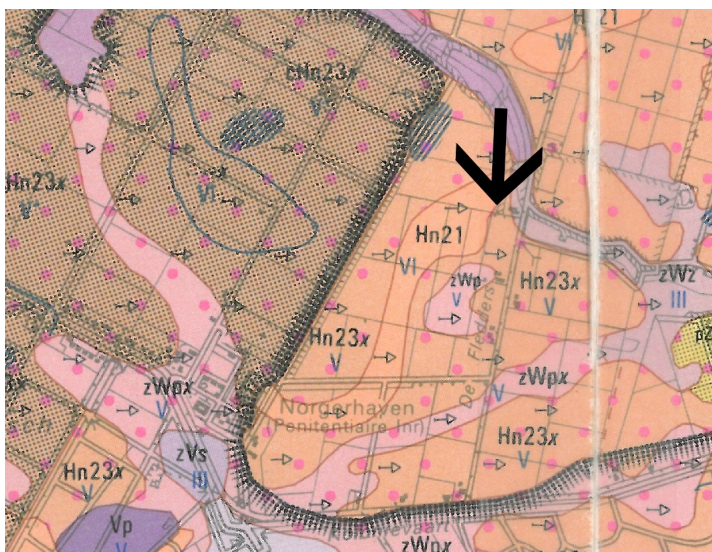 Hn21
VI
cHn23x
V
Hn23x
V*
VI
Hn21
VI
zWp
V
Hn23x
V
zWz
III
De Fledders
Hn23x
V
zWpx
V
zWpx
V
Norgerhaven
(Penitentiaire Inr)
Hn23x
V
zVs
III
Hn23x
V
Vp
V
zWpx